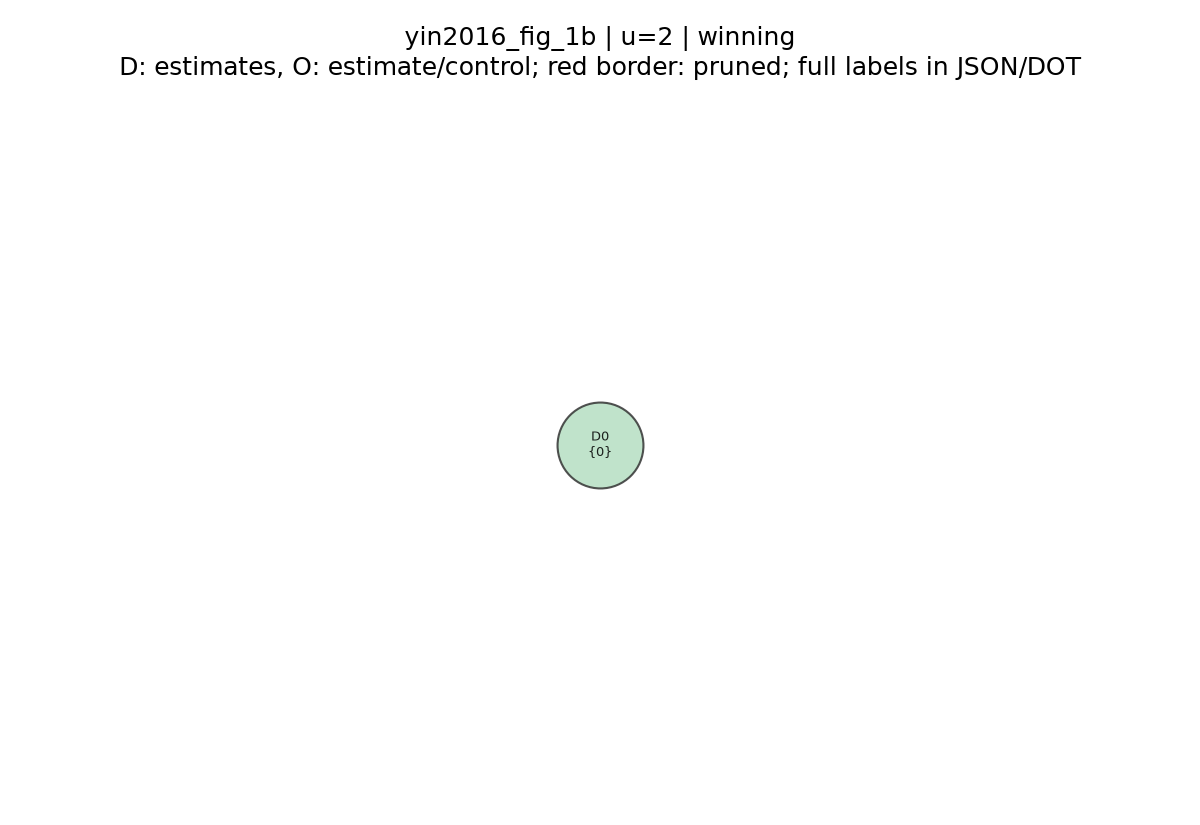 yin2016_fig_1b | u=2 | winning
D: estimates, O: estimate/control; red border: pruned; full labels in JSON/DOT
D0
{0}